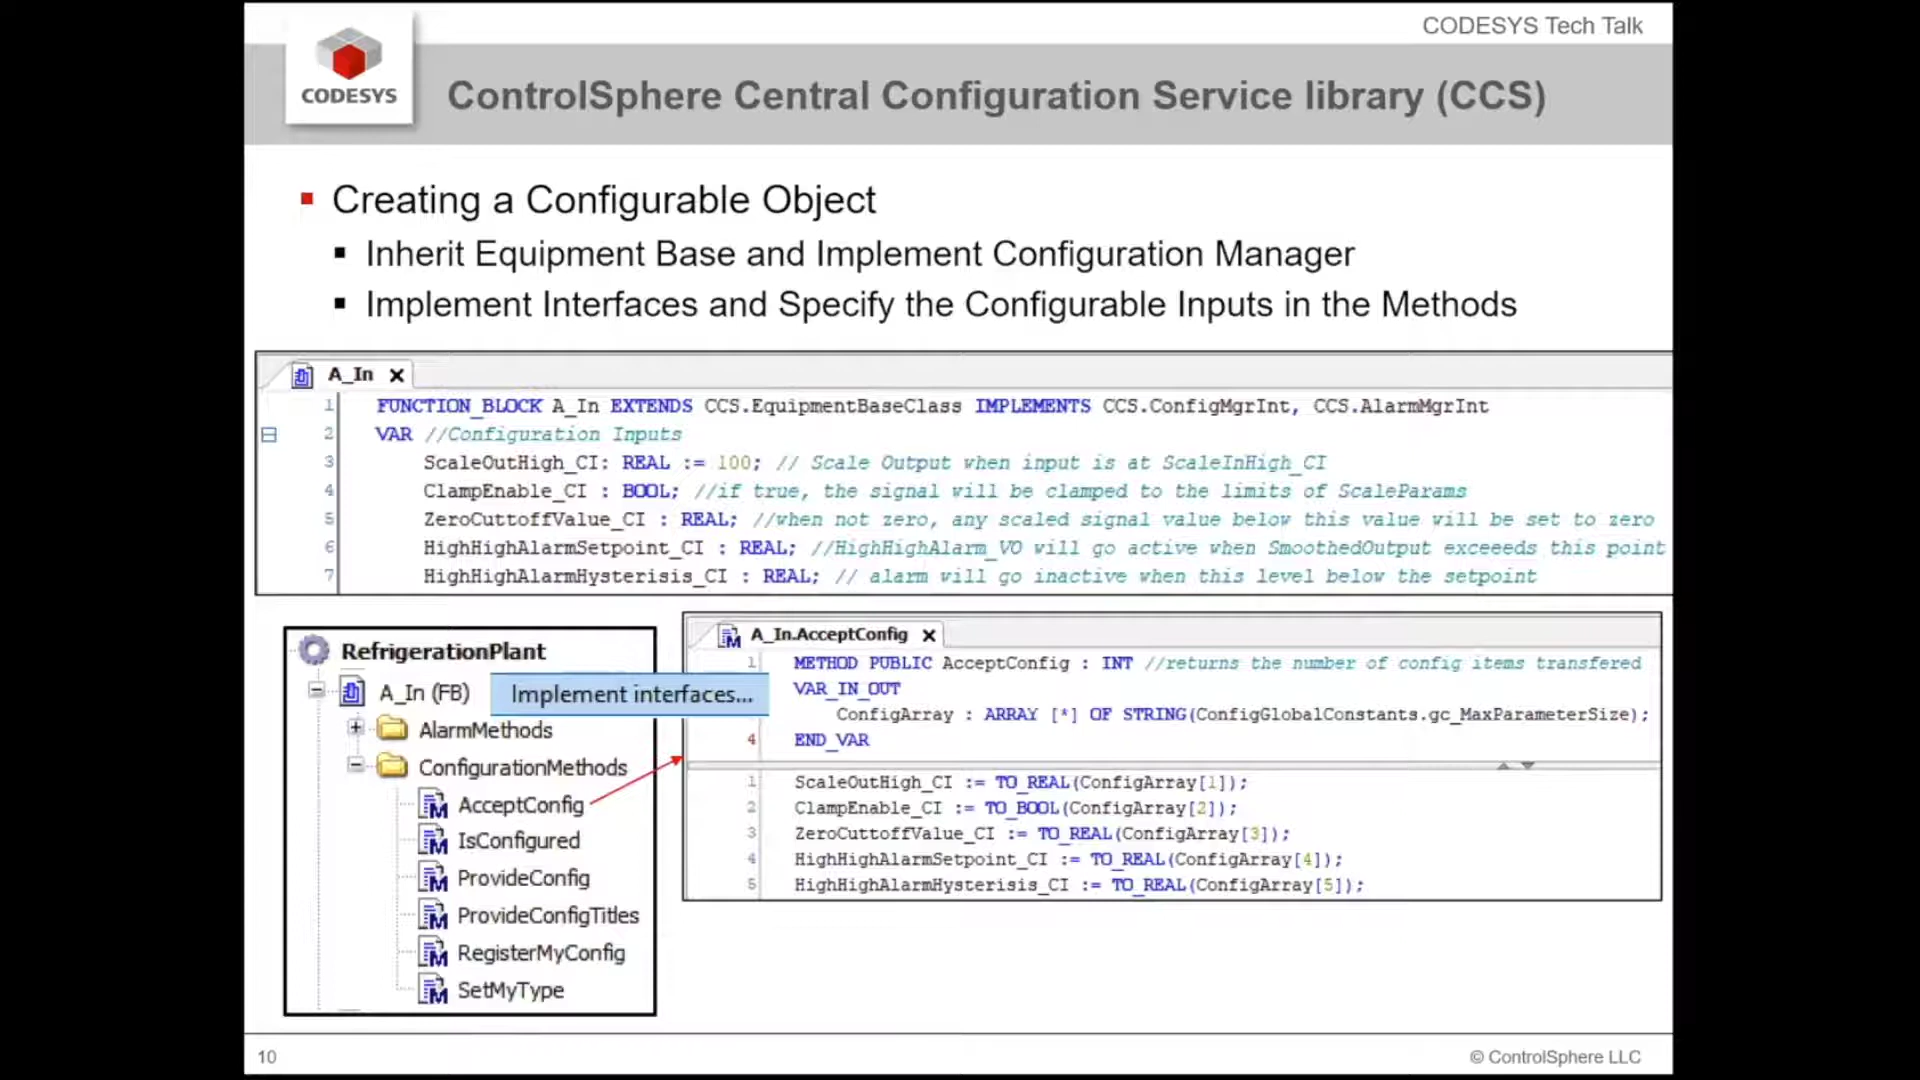 CODESYS Tech Talk
CODESYS
ControlSphere Central Configuration Service library (CCS)
Creating a Configurable Object
Inherit Equipment Base and Implement Configuration Manager
Implement Interfaces and Specify the Configurable Inputs in the Methods
A_In
1 FUNCTION_BLOCK A_In EXTENDS CCS.EquipmentBaseClass IMPLEMENTS CCS.ConfigMgrInt, CCS.AlarmMgrInt
2 VAR //Configuration Inputs
3 ScaleOutHigh_CI: REAL := 100; // Scale Output when input is at ScaleInHigh_CI
4 ClampEnable_CI : BOOL; //if true, the signal will be clamped to the limits of ScaleParams
5 ZeroCuttoffValue_CI : REAL; //when not zero, any scaled signal value below this value will be set to zero
6 HighHighAlarmSetpoint_CI : REAL; //HighHighAlarm_VO will go active when SmoothedOutput exceeeds this point
7 HighHighAlarmHysterisis_CI : REAL; // alarm will go inactive when this level below the setpoint
RefrigerationPlant
A_In (FB)
Implement interfaces...
AlarmMethods
ConfigurationMethods
AcceptConfig
IsConfigured
ProvideConfig
ProvideConfigTitles
RegisterMyConfig
SetMyType
A_In.AcceptConfig
1 METHOD PUBLIC AcceptConfig : INT //returns the number of config items transfered
VAR_IN_OUT
ConfigArray : ARRAY [*] OF STRING(ConfigGlobalConstants.gc_MaxParameterSize);
4 END_VAR
1 ScaleOutHigh_CI := TO_REAL(ConfigArray[1]);
2 ClampEnable_CI := TO_BOOL(ConfigArray[2]);
3 ZeroCuttoffValue_CI := TO_REAL(ConfigArray[3]);
4 HighHighAlarmSetpoint_CI := TO_REAL(ConfigArray[4]);
5 HighHighAlarmHysterisis_CI := TO_REAL(ConfigArray[5]);
10
© ControlSphere LLC